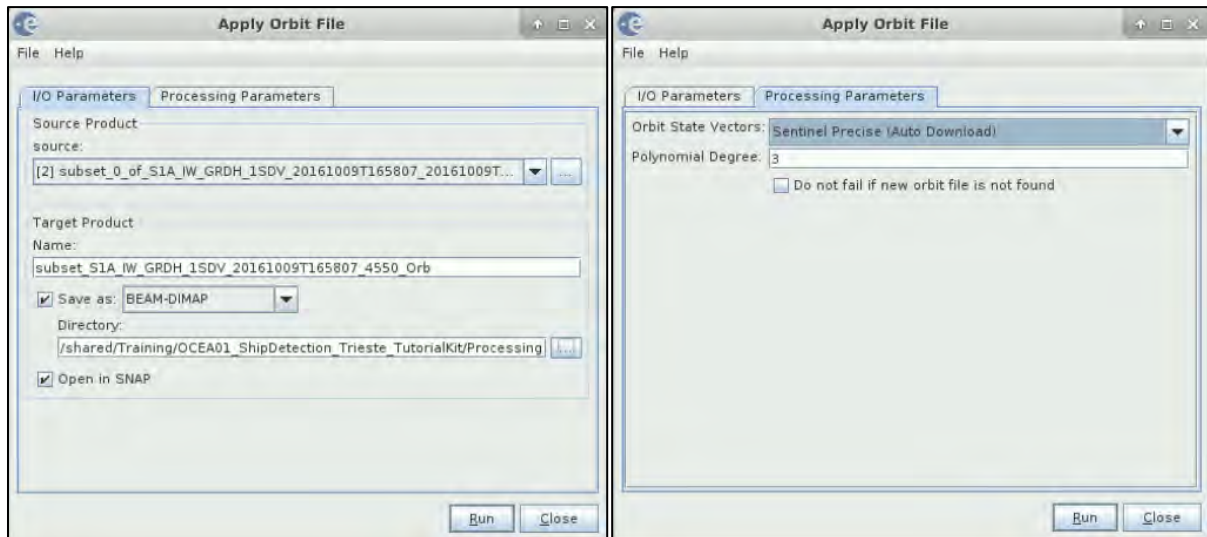 Apply Orbit File
File Help
I/O Parameters Processing Parameters
Source Product
source:
[2] subset_0_of_S1A_IW_GRDH_1SDV_20161009T165807_20161009T... ...
Target Product
Name:
subset_S1A_IW_GRDH_1SDV_20161009T165807_4550_Orb
Save as: BEAM-DIMAP
Directory:
/shared/Training/OCEA01_ShipDetection_Trieste_TutorialKit/Processing ...
Open in SNAP
Run Close
Apply Orbit File
File Help
I/O Parameters Processing Parameters
Orbit State Vectors: Sentinel Precise (Auto Download)
Polynomial Degree: 3
Do not fail if new orbit file is not found
Run Close